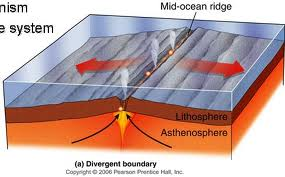 nism
e system
Mid-ocean ridge
Lithosphere
Asthenosphere
(a) Divergent boundary
Copyright © 2006 Pearson Prentice Hall, Inc.